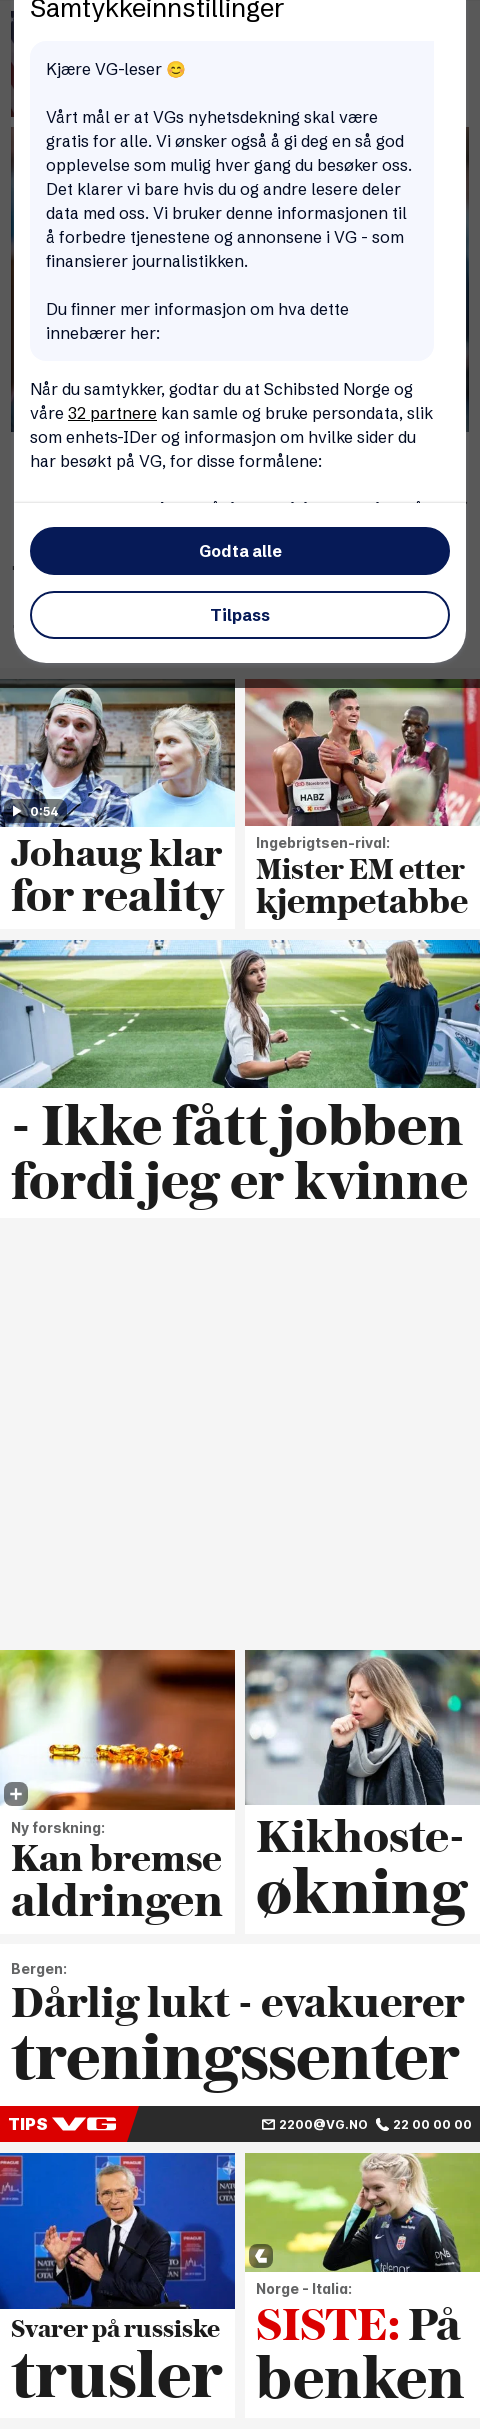 Samtykkeinnstillinger
Kjære VG-leser 😊
Vårt mål er at VGs nyhetsdekning skal være
gratis for alle. Vi ønsker også å gi deg en så god
opplevelse som mulig hver gang du besøker oss.
Det klarer vi bare hvis du og andre lesere deler
data med oss. Vi bruker denne informasjonen til
å forbedre tjenestene og annonsene i VG - som
finansierer journalistikken.
Du finner mer informasjon om hva dette
innebærer her:
Når du samtykker, godtar du at Schibsted Norge og
våre 32 partnere kan samle og bruke persondata, slik
som enhets-IDer og informasjon om hvilke sider du
har besøkt på VG, for disse formålene:
Godta alle
Tilpass
0:54
Johaug klar
for reality
HABZ
Ingebrigtsen-rival:
Mister EM etter
kjempetabbe
- Ikke fått jobben
fordi jeg er kvinne
Ny forskning:
Kan bremse
aldringen
Kikhoste-
økning
Bergen:
Dårlig lukt - evakuerer
treningssenter
TIPS VG
2200@VG.NO
22 00 00 00
PRAGUE
NATO
OTAN
Svarer på russiske
trusler
DNB
telenor
Norge - Italia:
SISTE: På
benken